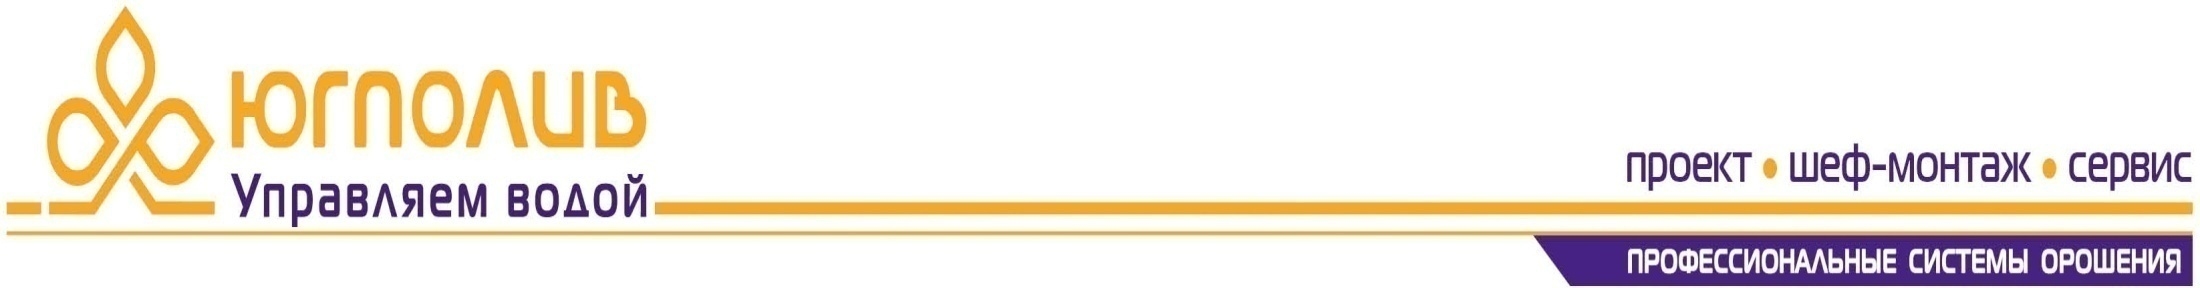 ЮГПОЛИВ
Управляем водой
проект • шеф-монтаж • сервис
ПРОФЕССИОНАЛЬНЫЕ СИСТЕМЫ ОРОШЕНИЯ